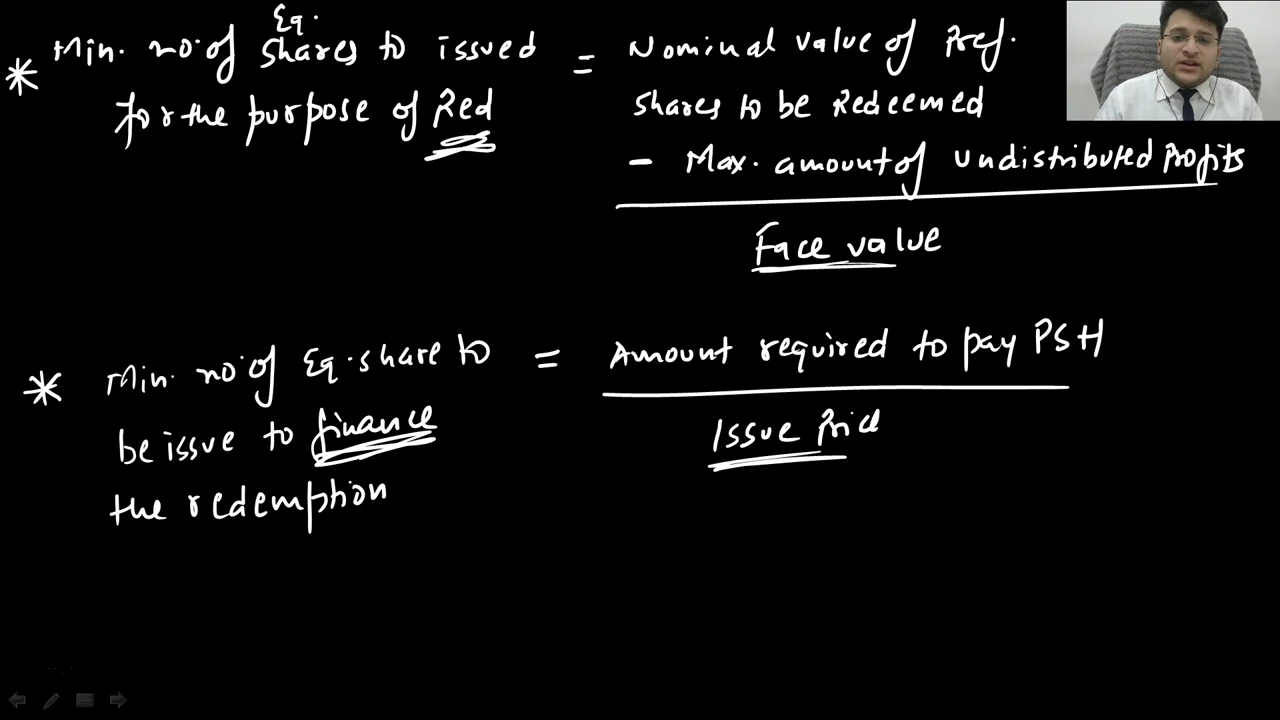 * Min. no. of Eq. shares to issued
for the purpose of Red
= Nominal value of Pref.
shares to be Redeemed
- Max. amount of undistributed Profits
Face value
* Min. no. of Eq. share to
be issue to finance
the redemption
= Amount required to pay PSH
Issue Price